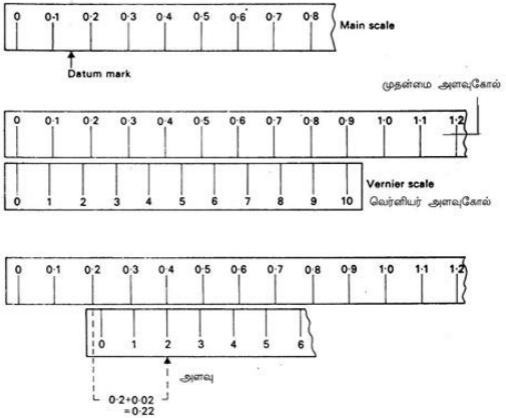 0 0·1 0·2 0·3 0·4 0·5 0·6 0·7 0·8
Main scale
Datum mark
முதன்மை அளவுகோல்
0 0·1 0·2 0·3 0·4 0·5 0·6 0·7 0·8 0·9 1·0 1·1 1·2
Vernier scale
0 1 2 3 4 5 6 7 8 9 10
வெர்னியர் அளவுகோல்
0 0·1 0·2 0·3 0·4 0·5 0·6 0·7 0·8 0·9 1·0 1·1 1·2
0 1 2 3 4 5 6
அளவு
0·2+0·02
=0·22